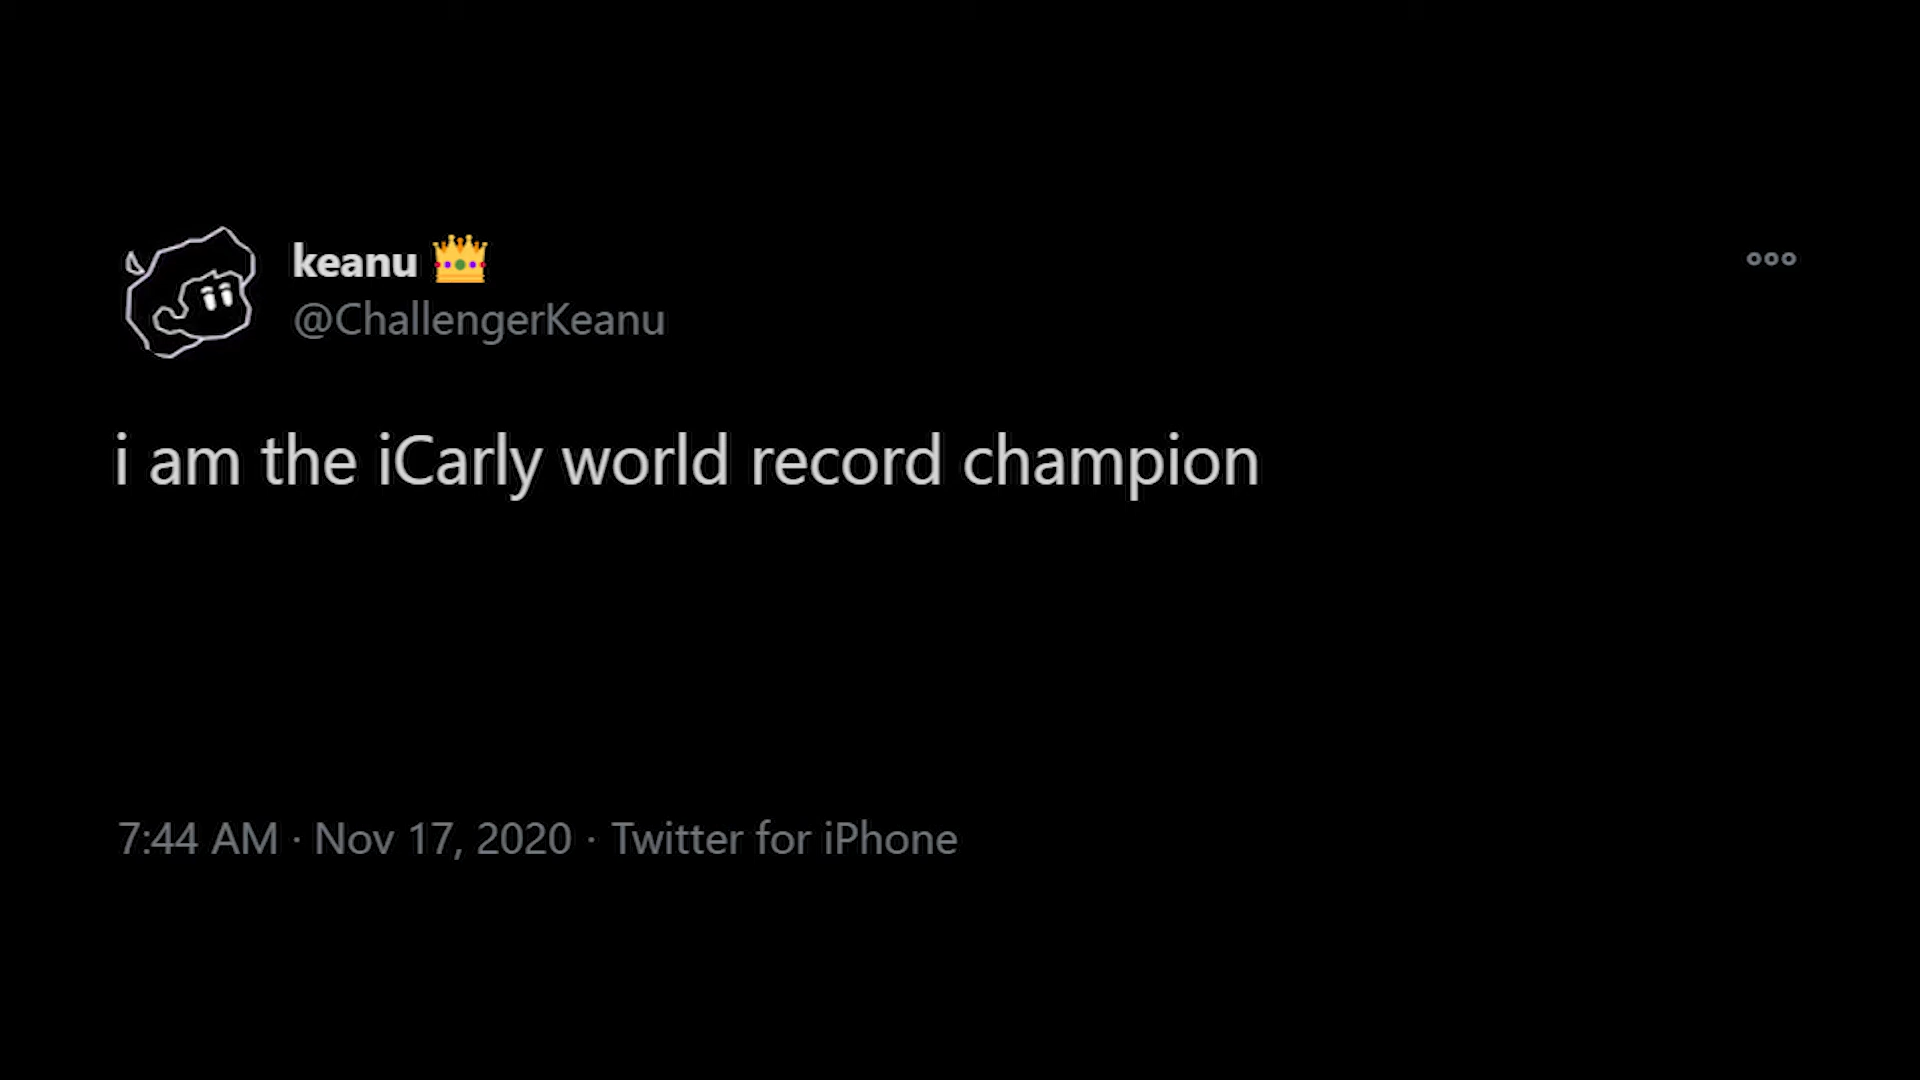 keanu 👑
@ChallengerKeanu
i am the iCarly world record champion
7:44 AM · Nov 17, 2020 · Twitter for iPhone